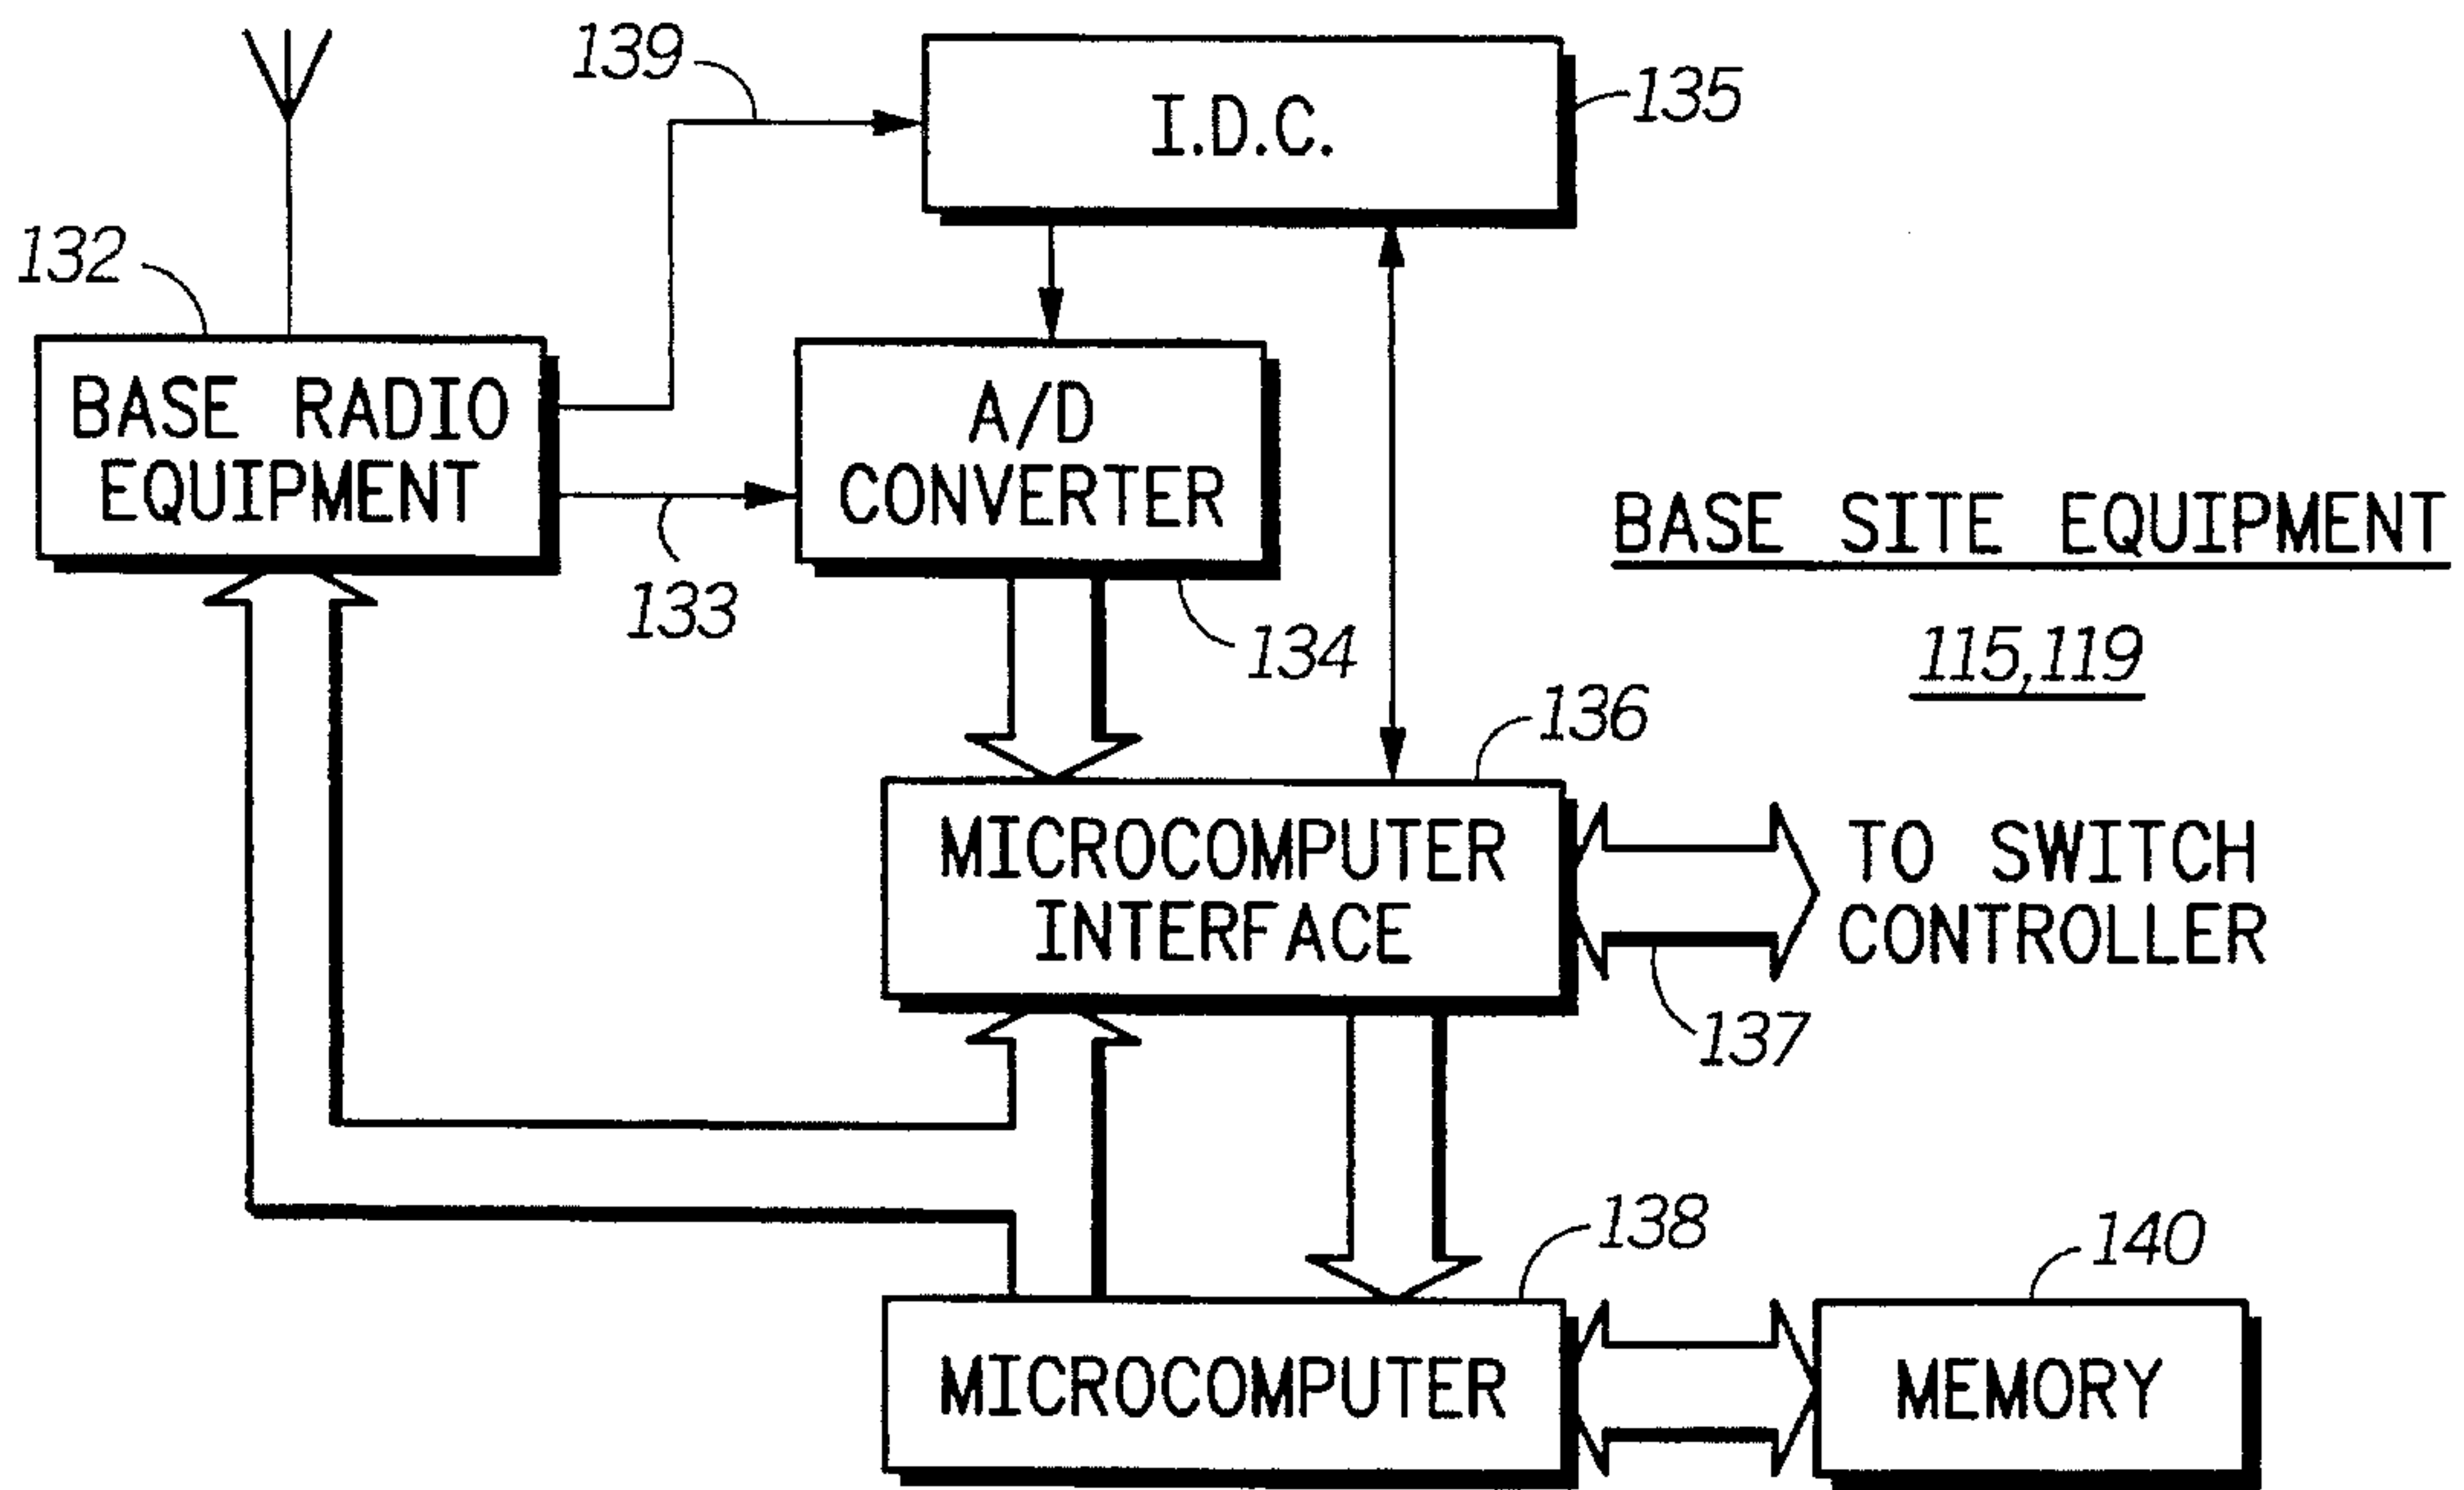 139
I.D.C.
135
132
BASE RADIO
EQUIPMENT
A/D
CONVERTER
133
134
BASE SITE EQUIPMENT
115,119
136
MICROCOMPUTER
INTERFACE
TO SWITCH
CONTROLLER
137
138
MICROCOMPUTER
140
MEMORY